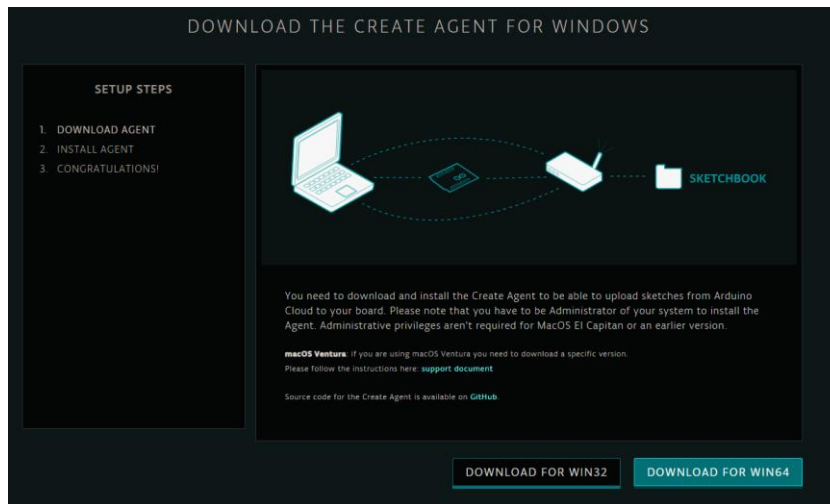 DOWNLOAD THE CREATE AGENT FOR WINDOWS
SETUP STEPS
1. DOWNLOAD AGENT
2. INSTALL AGENT
3. CONGRATULATIONS!
SKETCHBOOK
You need to download and install the Create Agent to be able to upload sketches from Arduino
Cloud to your board. Please note that you have to be Administrator of your system to install the
Agent. Administrative privileges aren't required for MacOS El Capitan or an earlier version.
macOS Ventura: if you are using macOS Ventura you need to download a specific version.
Please follow the instructions here: support document
Source code for the Create Agent is available on GitHub.
DOWNLOAD FOR WIN32
DOWNLOAD FOR WIN64